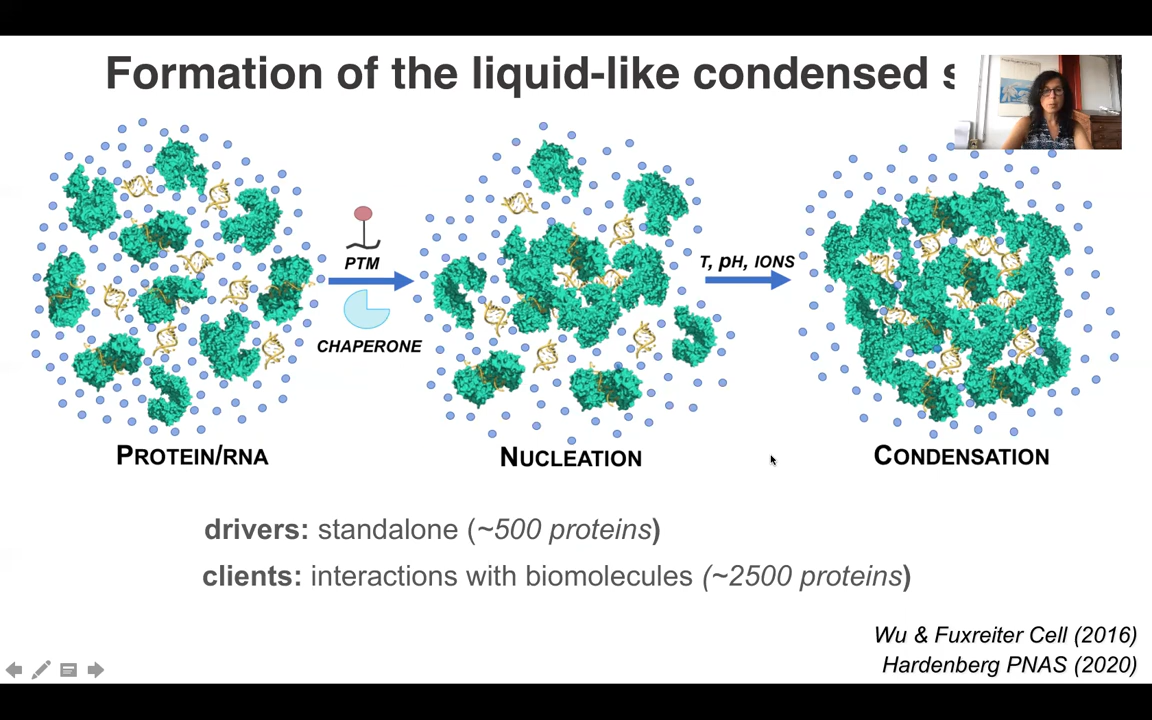 Formation of the liquid-like condensed
PTM
CHAPERONE
T, pH, IONS
PROTEIN/RNA
NUCLEATION
CONDENSATION
drivers: standalone (~500 proteins)
clients: interactions with biomolecules (~2500 proteins)
Wu & Fuxreiter Cell (2016)
Hardenberg PNAS (2020)